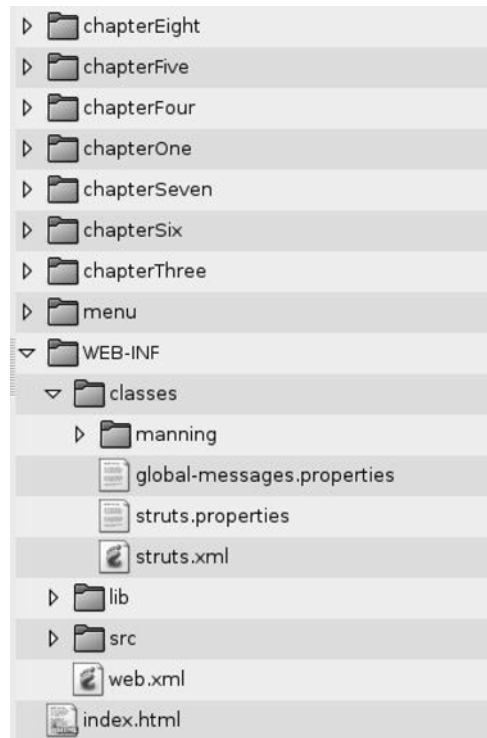 chapterEight
chapterFive
chapterFour
chapterOne
chapterSeven
chapterSix
chapterThree
menu
WEB-INF
classes
manning
global-messages.properties
struts.properties
struts.xml
lib
src
web.xml
index.html